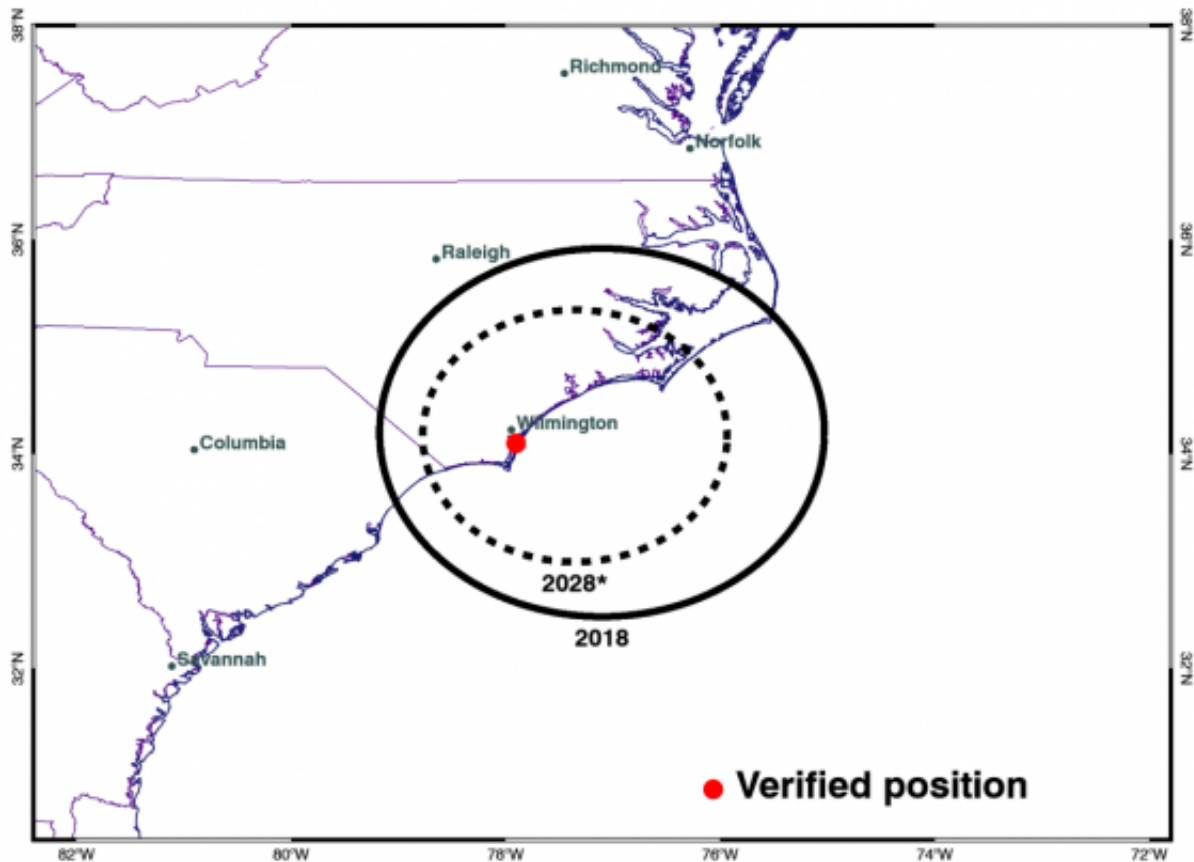 38°N
38°N
Richmond
Norfolk
36°N
36°N
Raleigh
Wilmington
Columbia
34°N
34°N
2028*
2018
Savannah
32°N
32°N
Verified position
82°W
80°W
78°W
76°W
74°W
72°W